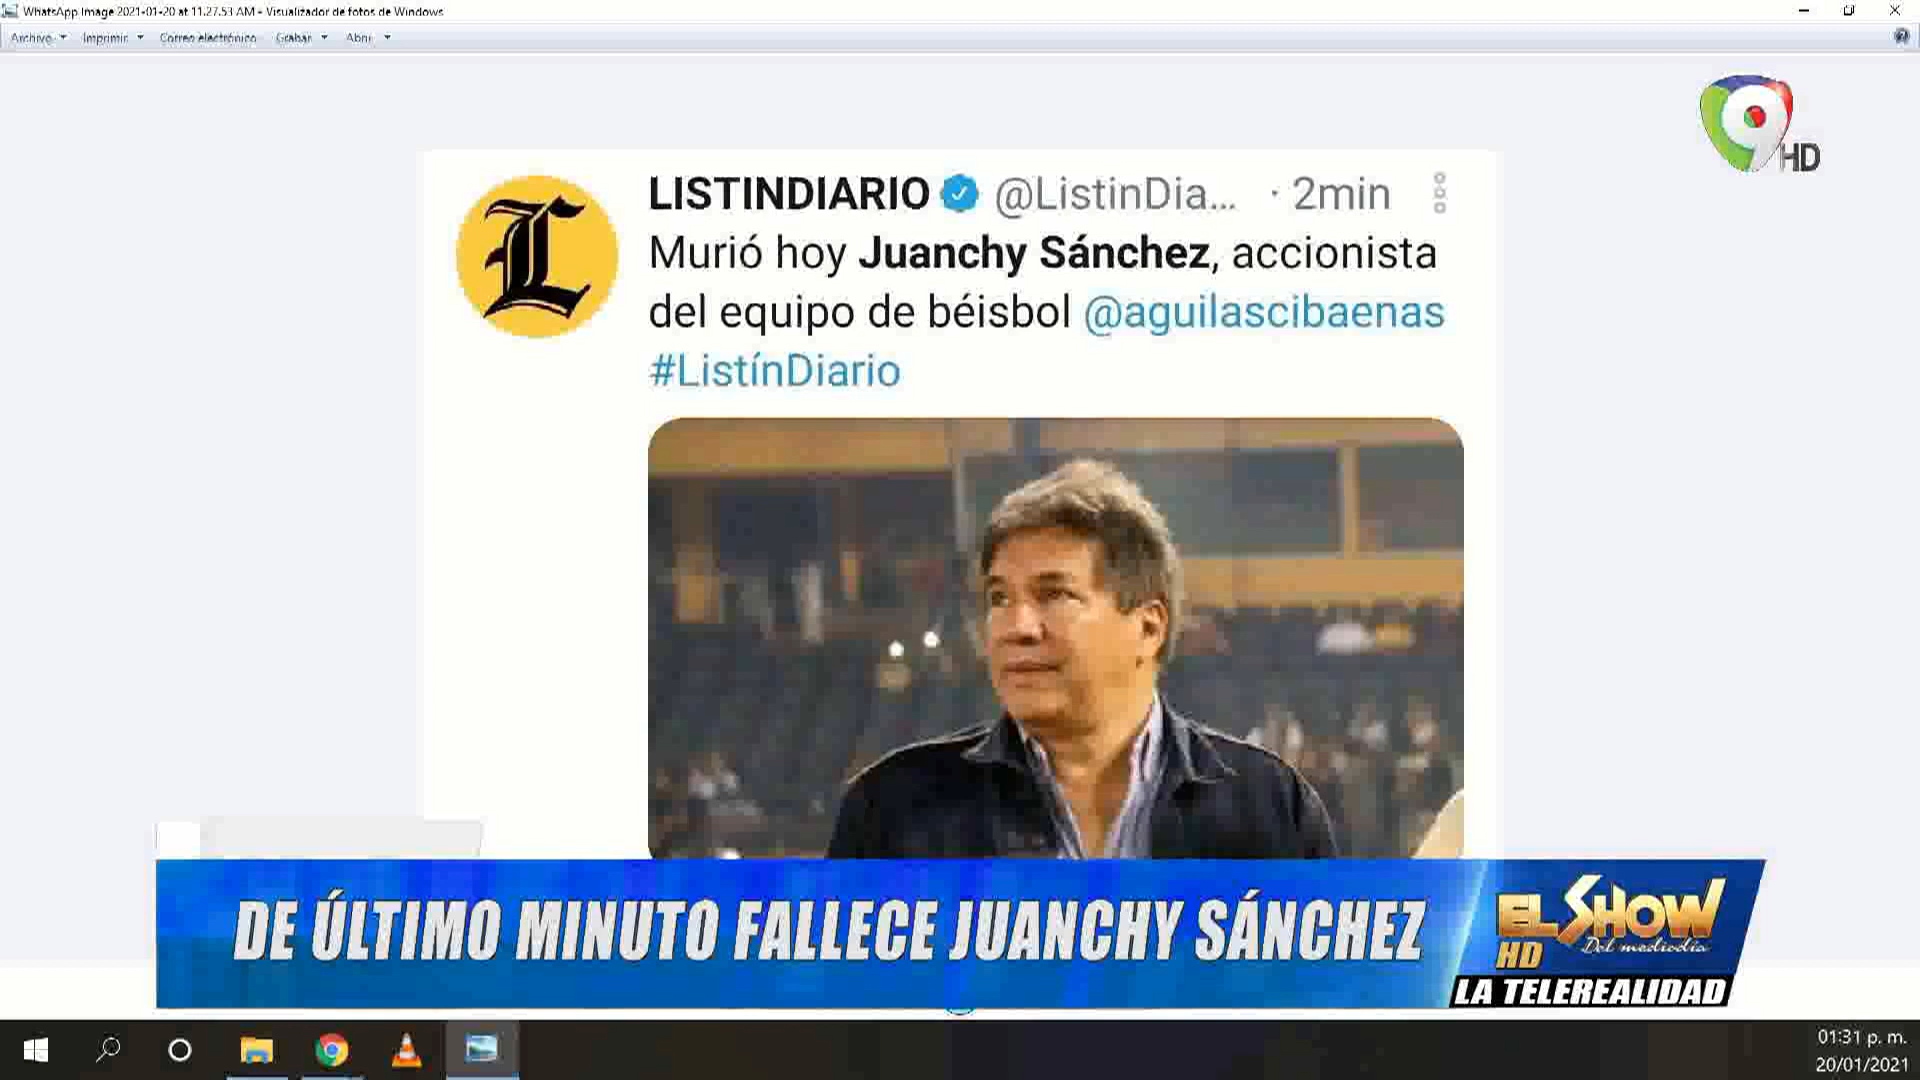 WhatsApp Image 2021-01-20 at 11.27.53 AM - Visualizador de fotos de Windows
Archivo Imprimir Correo electrónico Grabar Abrir
9 HD
L
LISTINDIARIO @ListinDia... · 2min
Murió hoy Juanchy Sánchez, accionista
del equipo de béisbol @aguilascibaenas
#ListínDiario
DE ÚLTIMO MINUTO FALLECE JUANCHY SÁNCHEZ
EL SHOW
HD Del mediodía
LA TELEREALIDAD
01:31 p. m.
20/01/2021